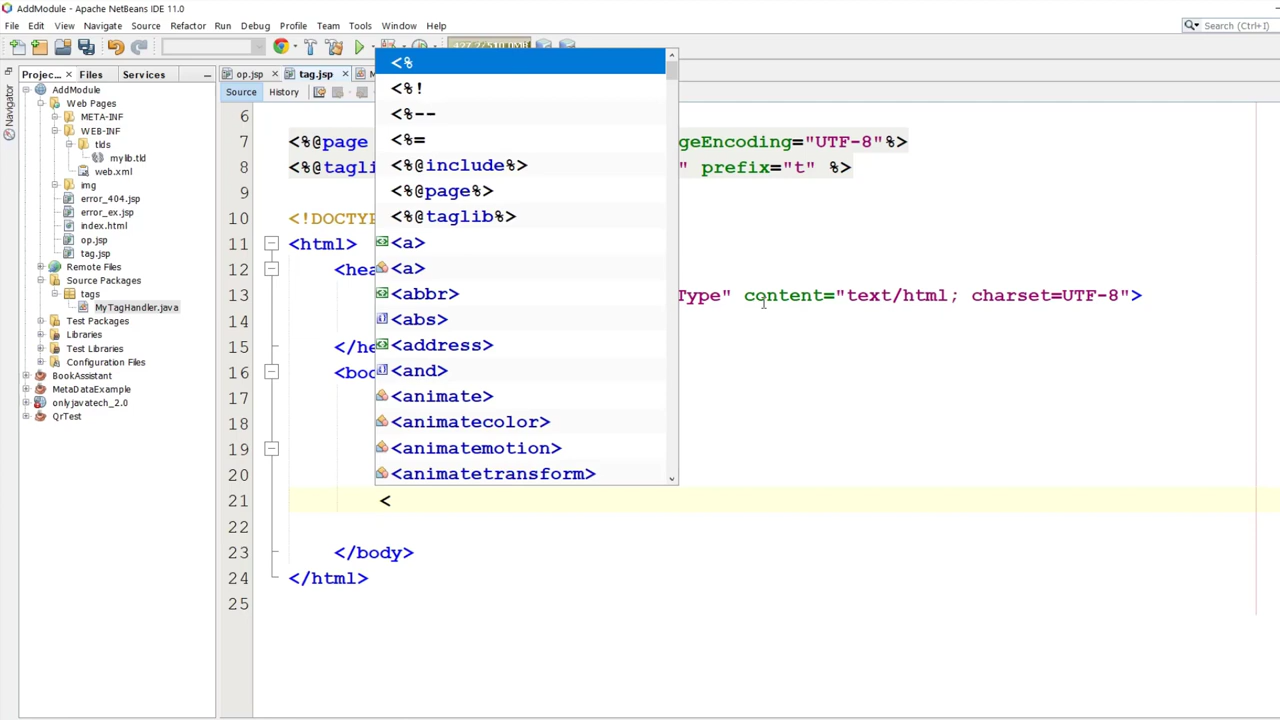 AddModule - Apache NetBeans IDE 11.0
File Edit View Navigate Source Refactor Run Debug Profile Team Tools Window Help
Search (Ctrl+I)
Projec... Files Services
op.jsp tag.jsp
Source History
Navigator
AddModule
Web Pages
META-INF
WEB-INF
tlds
mylib.tld
web.xml
img
error_404.jsp
error_ex.jsp
index.html
op.jsp
tag.jsp
Remote Files
Source Packages
tags
MyTagHandler.java
Test Packages
Libraries
Test Libraries
Configuration Files
BookAssistant
MetaDataExample
onlyjavatech_2.0
QrTest
6
7 <%@page geEncoding="UTF-8"%>
8 <%@tagli " prefix="t" %>
9
10 <!DOCTYP
11 <html>
12 <hea
13 Type" content="text/html; charset=UTF-8">
14
15 </he
16 <bod
17
18
19
20
21 <
22
23 </body>
24 </html>
25
<%
<%!
<%--
<%=
<%@include%>
<%@page%>
<%@taglib%>
<a>
<a>
<abbr>
<abs>
<address>
<and>
<animate>
<animatecolor>
<animatemotion>
<animatetransform>